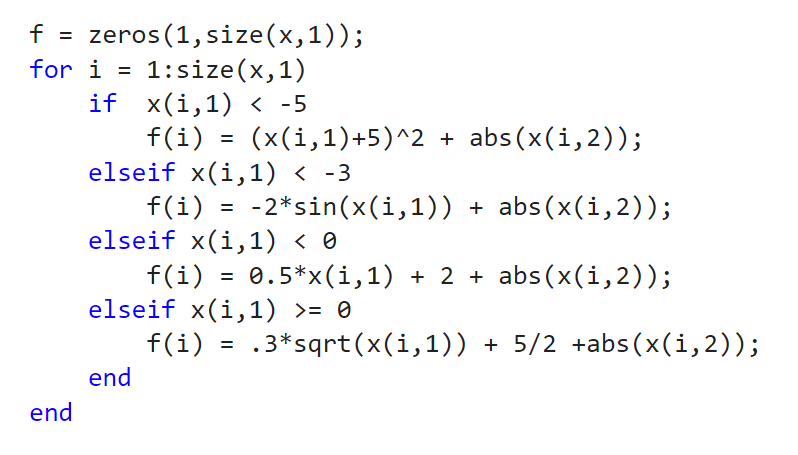 f = zeros(1,size(x,1));
for i = 1:size(x,1)
    if  x(i,1) < -5
        f(i) = (x(i,1)+5)^2 + abs(x(i,2));
    elseif x(i,1) < -3
        f(i) = -2*sin(x(i,1)) + abs(x(i,2));
    elseif x(i,1) < 0
        f(i) = 0.5*x(i,1) + 2 + abs(x(i,2));
    elseif x(i,1) >= 0
        f(i) = .3*sqrt(x(i,1)) + 5/2 +abs(x(i,2));
    end
end